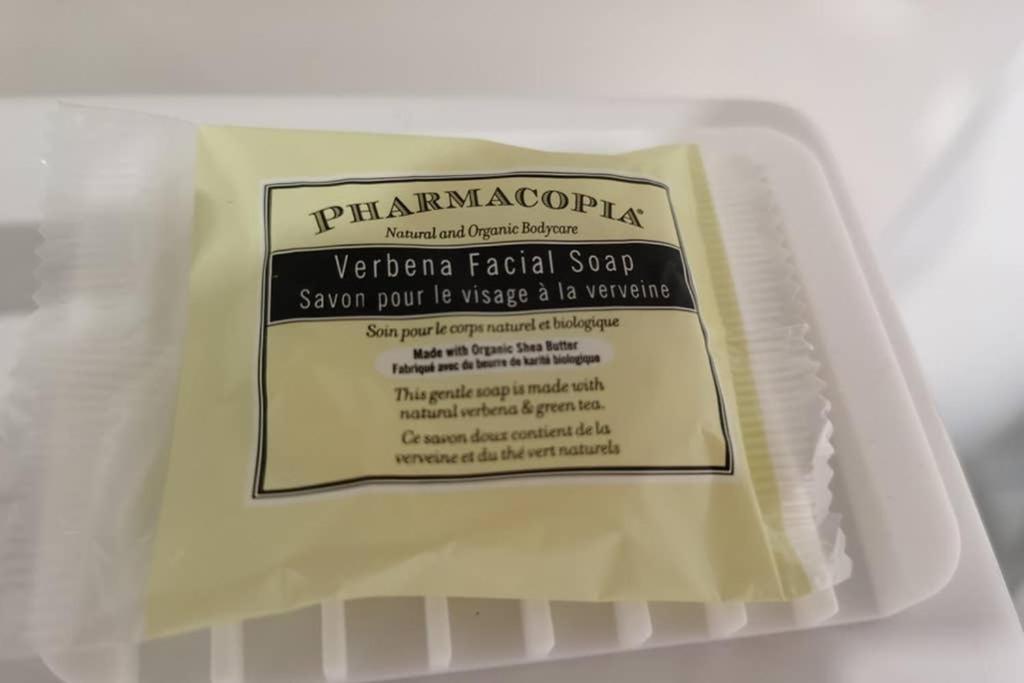 PHARMACOPIA®
Natural and Organic Bodycare
Verbena Facial Soap
Savon pour le visage à la verveine
Soin pour le corps naturel et biologique
Made with Organic Shea Butter
Fabriqué avec du beurre de karité biologique
This gentle soap is made with
natural verbena & green tea.
Ce savon doux contient de la
verveine et du thé vert naturels